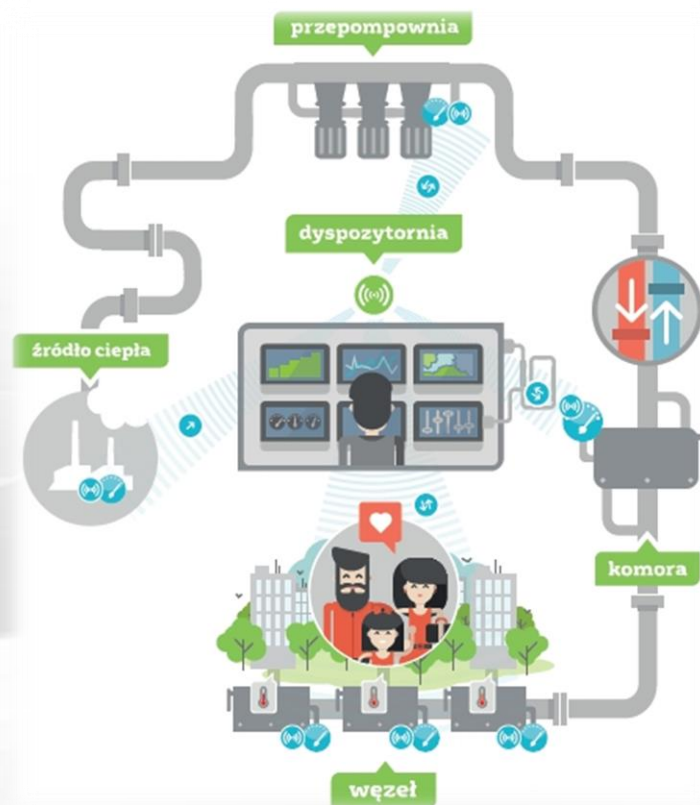 przepompownia
dyspozytornia
źródło ciepła
komora
węzeł